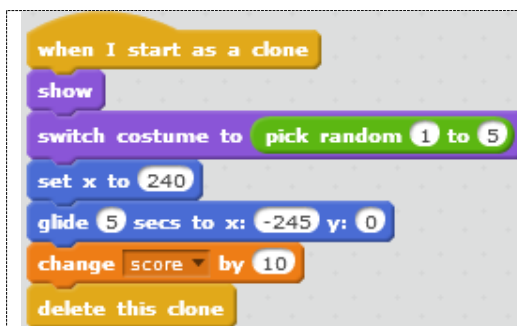 when I start as a clone
show
switch costume to pick random 1 to 5
set x to 240
glide 5 secs to x: -245 y: 0
change score by 10
delete this clone